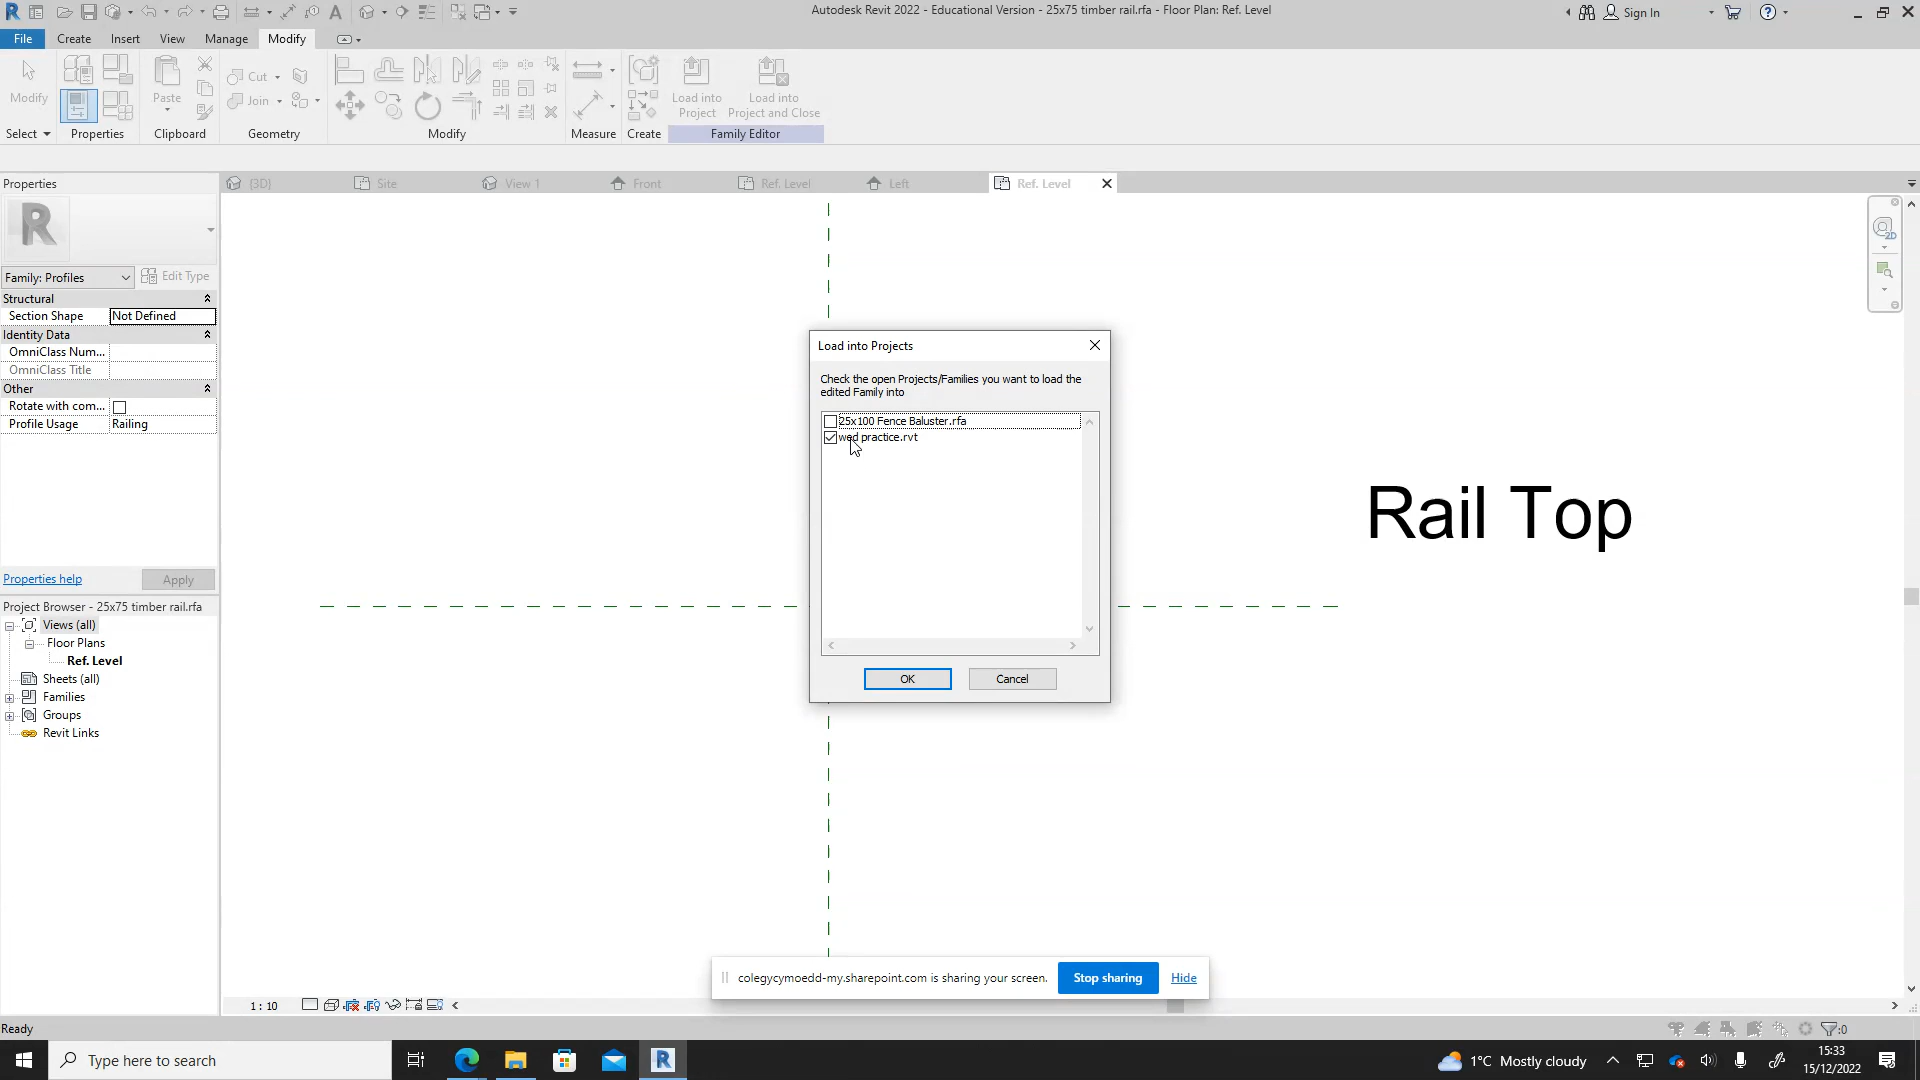 Autodesk Revit 2022 - Educational Version - 25x75 timber rail.rfa - Floor Plan: Ref. Level
Sign In
File Create Insert View Manage Modify
Modify
Paste
Cut
Join
Load into Project
Load into Project and Close
Select Properties Clipboard Geometry Modify Measure Create Family Editor
Properties
{3D} Site View 1 Front Ref. Level Left Ref. Level
Family: Profiles Edit Type
Structural
Section Shape Not Defined
Identity Data
OmniClass Num...
OmniClass Title
Other
Rotate with com...
Profile Usage Railing
Properties help Apply
Project Browser - 25x75 timber rail.rfa
Views (all)
Floor Plans
Ref. Level
Sheets (all)
Families
Groups
Revit Links
Load into Projects
Check the open Projects/Families you want to load the
edited Family into
25x100 Fence Baluster.rfa
wed practice.rvt
OK Cancel
Rail Top
colegycymoedd-my.sharepoint.com is sharing your screen. Stop sharing Hide
1 : 10
Ready
:0
Type here to search
1°C Mostly cloudy
15:33
15/12/2022